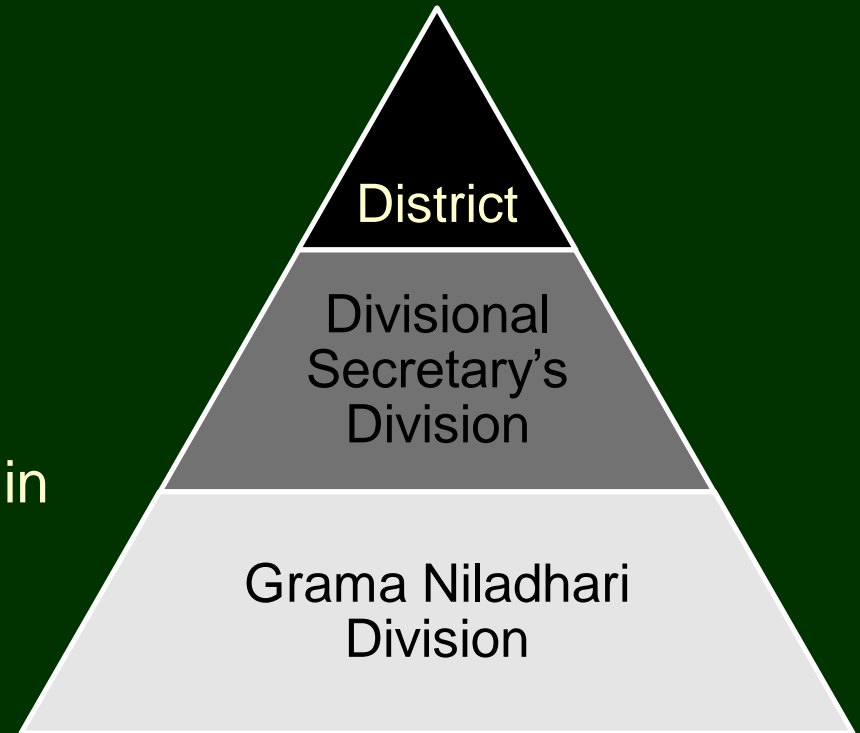 District
Divisional
Secretary’s
Division
in
Grama Niladhari
Division